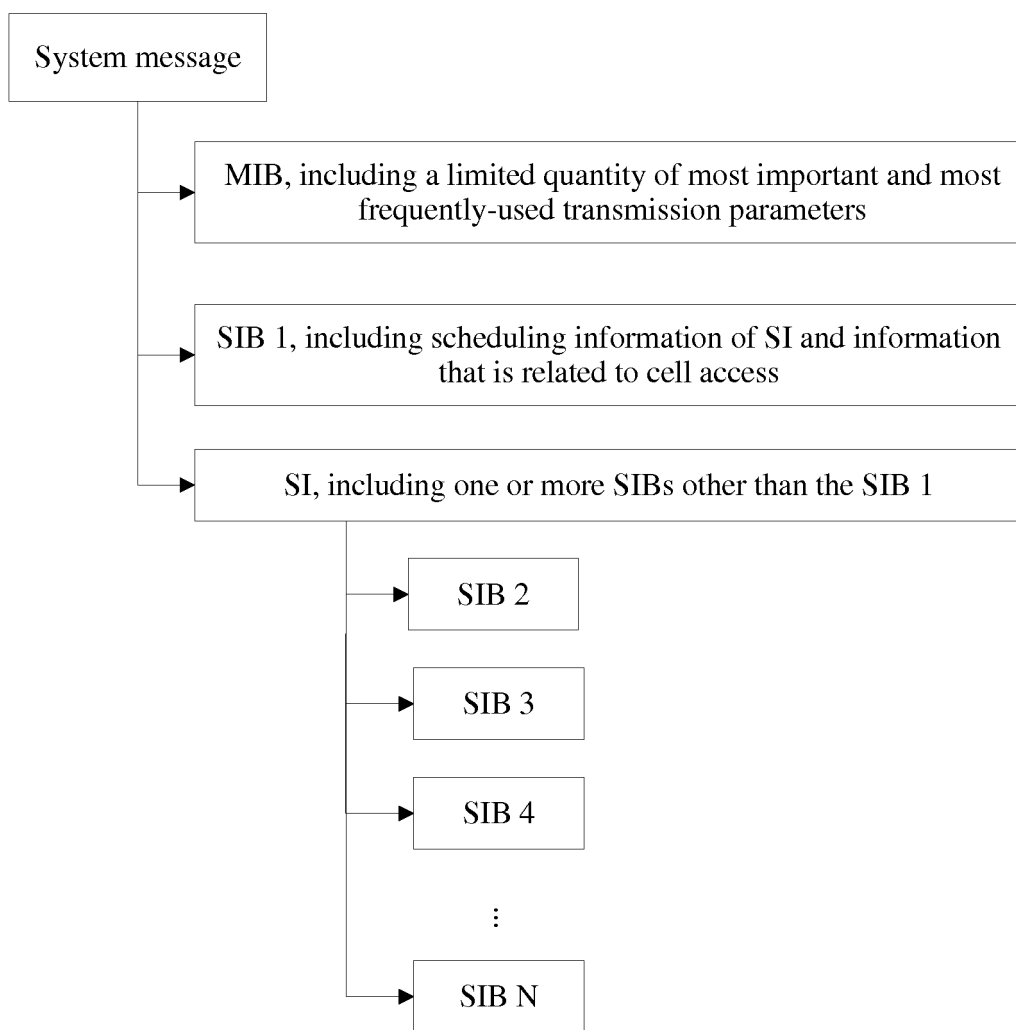 System message
MIB, including a limited quantity of most important and most
frequently-used transmission parameters
SIB 1, including scheduling information of SI and information
that is related to cell access
SI, including one or more SIBs other than the SIB 1
SIB 2
SIB 3
SIB 4
⋮
SIB N